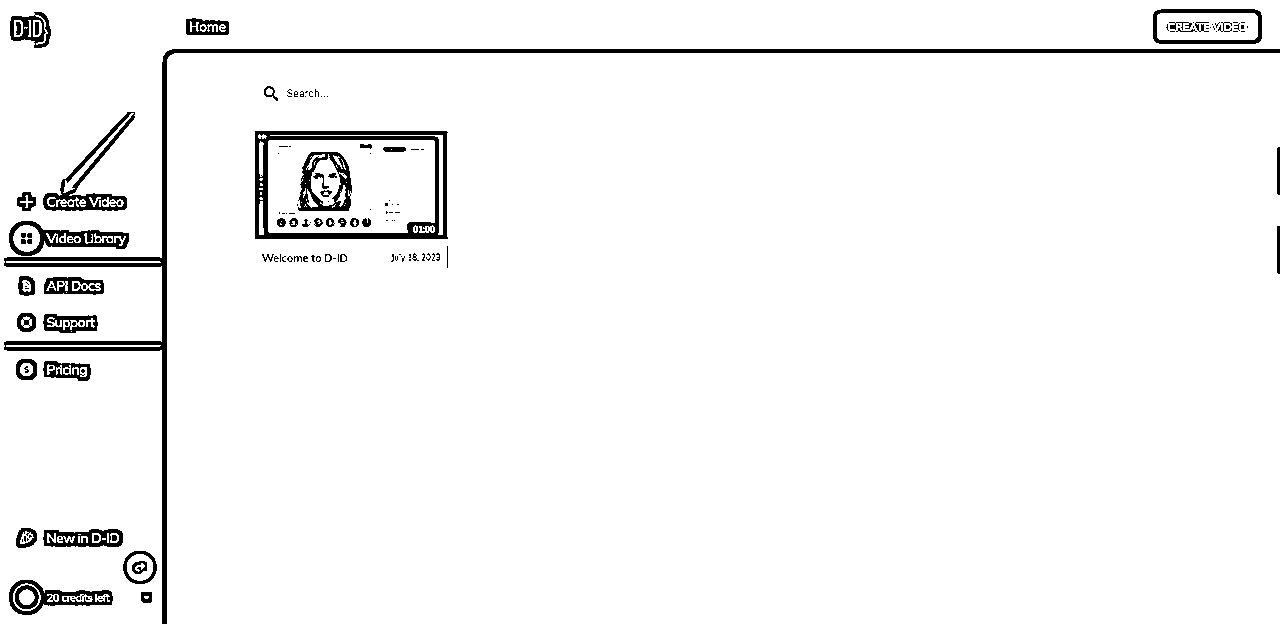 D-ID
Home
CREATE VIDEO
Search...
Create Video
Video Library
API Docs
Support
Pricing
01:00
Welcome to D-ID
July 18, 2023
New in D-ID
20 credits left